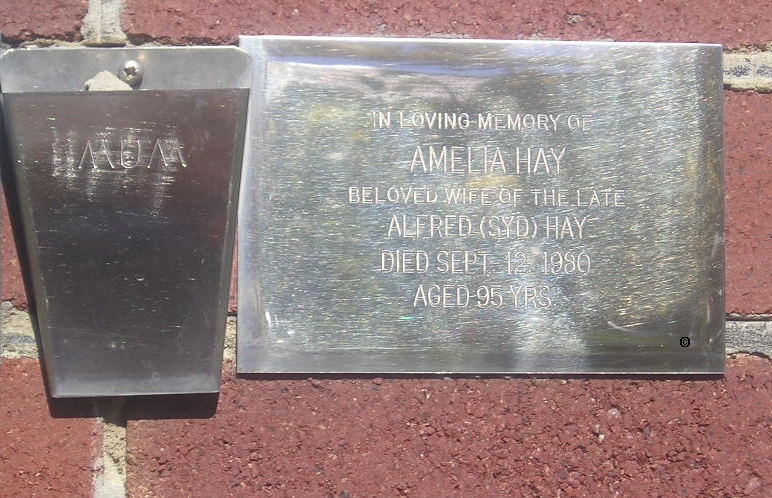 MUM
IN LOVING MEMORY OF
AMELIA HAY
BELOVED WIFE OF THE LATE
ALFRED (SYD) HAY
DIED SEPT. 12. 1980
AGED 95 YRS.